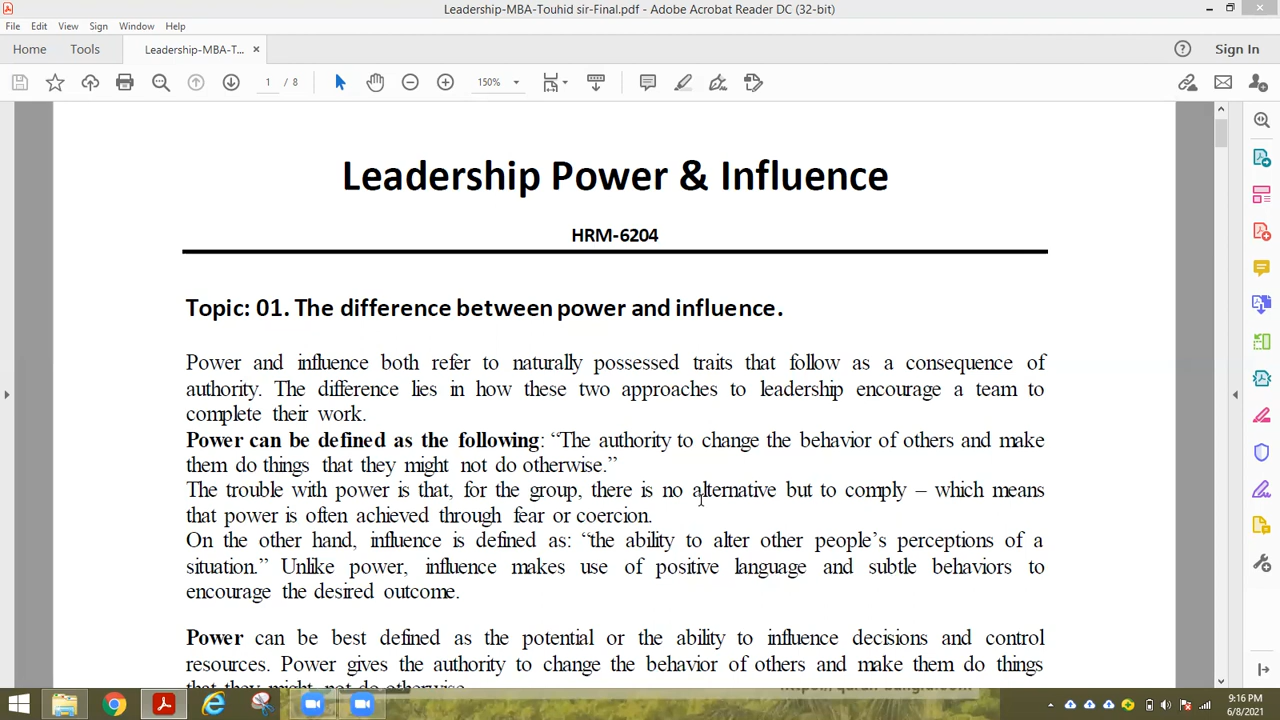 Leadership-MBA-Touhid sir-Final.pdf - Adobe Acrobat Reader DC (32-bit)
File Edit View Sign Window Help
Home Tools Leadership-MBA-T... × Sign In
1 / 8 150%
Leadership Power & Influence
HRM-6204
Topic: 01. The difference between power and influence.
Power and influence both refer to naturally possessed traits that follow as a consequence of
authority. The difference lies in how these two approaches to leadership encourage a team to
complete their work.
Power can be defined as the following: “The authority to change the behavior of others and make
them do things that they might not do otherwise.”
The trouble with power is that, for the group, there is no alternative but to comply – which means
that power is often achieved through fear or coercion.
On the other hand, influence is defined as: “the ability to alter other people’s perceptions of a
situation.” Unlike power, influence makes use of positive language and subtle behaviors to
encourage the desired outcome.
Power can be best defined as the potential or the ability to influence decisions and control
resources. Power gives the authority to change the behavior of others and make them do things
that they might not do otherwise
9:16 PM
6/8/2021